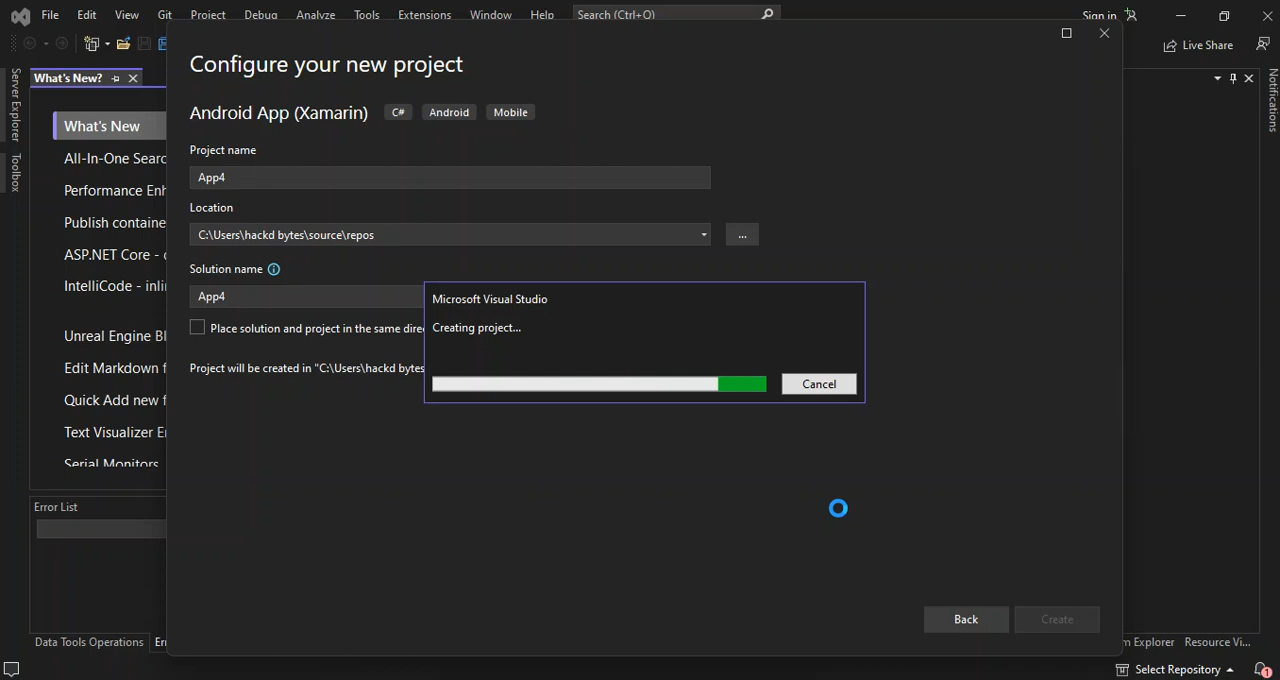 File Edit View Git Project Debug Analyze Tools Extensions Window Help Search (Ctrl+Q) Sign in
Live Share
Configure your new project
Server Explorer
Toolbox
What's New?
Notifications
What's New
All-In-One Searc
Performance Enh
Publish containe
ASP.NET Core -
IntelliCode - inli
Unreal Engine Bl
Edit Markdown f
Quick Add new f
Text Visualizer E
Serial Monitors
Android App (Xamarin) C# Android Mobile
Project name
App4
Location
C:\Users\hackd bytes\source\repos
...
Solution name
App4
Place solution and project in the same dire
Project will be created in "C:\Users\hackd bytes
Microsoft Visual Studio
Creating project...
Cancel
Error List
Back Create
Data Tools Operations Er
m Explorer Resource Vi...
Select Repository
1